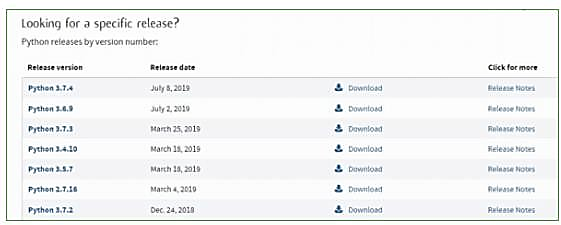 Looking for a specific release?
Python releases by version number:
Release version Release date Click for more
Python 3.7.4 July 8, 2019 Download Release Notes
Python 3.6.9 July 2, 2019 Download Release Notes
Python 3.7.3 March 25, 2019 Download Release Notes
Python 3.4.10 March 18, 2019 Download Release Notes
Python 3.5.7 March 18, 2019 Download Release Notes
Python 2.7.16 March 4, 2019 Download Release Notes
Python 3.7.2 Dec. 24, 2018 Download Release Notes